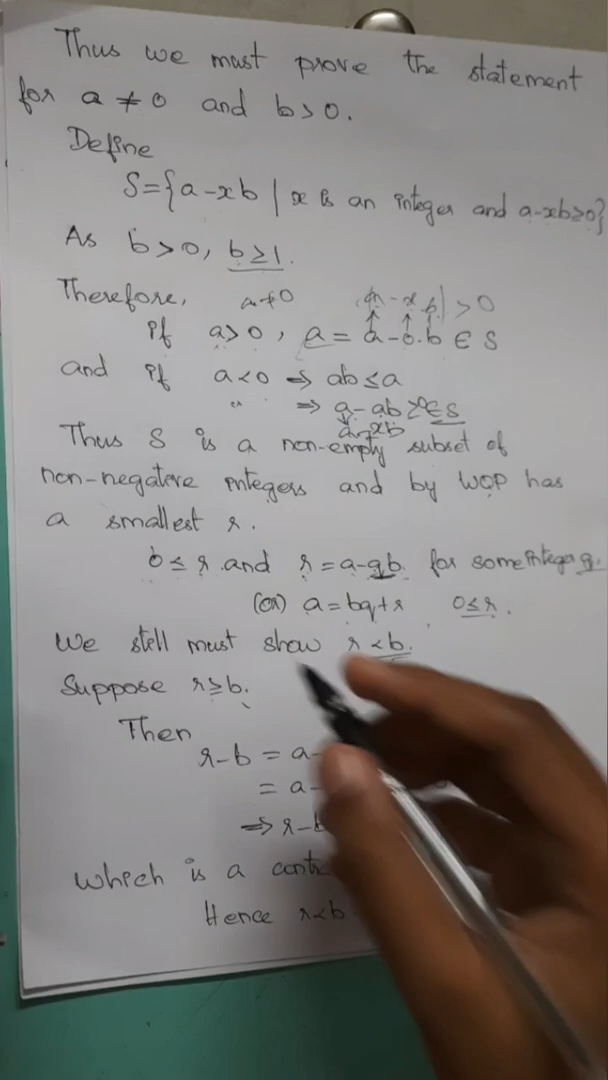 Thus we must prove the statement
for a ≠ 0 and b > 0.
Define
S = {a - xb | x is an integer and a-xb≥0}
As b > 0, b ≥ 1.
Therefore, a≠0 a - x b > 0
if a > 0, a = a - 0.b ∈ S
and if a < 0 ⇒ ab ≤ a
⇒ a - ab ≥ 0 ∈ S
a-xb
Thus S is a non-empty subset of
non-negative integers and by WOP has
a smallest r.
0 ≤ r and r = a-qb for some integer q.
(or) a = bq + r 0 ≤ r.
We still must show r < b.
Suppose r ≥ b.
Then
r - b = a -
= a -
⇒ r -
which is a
Hence r < b